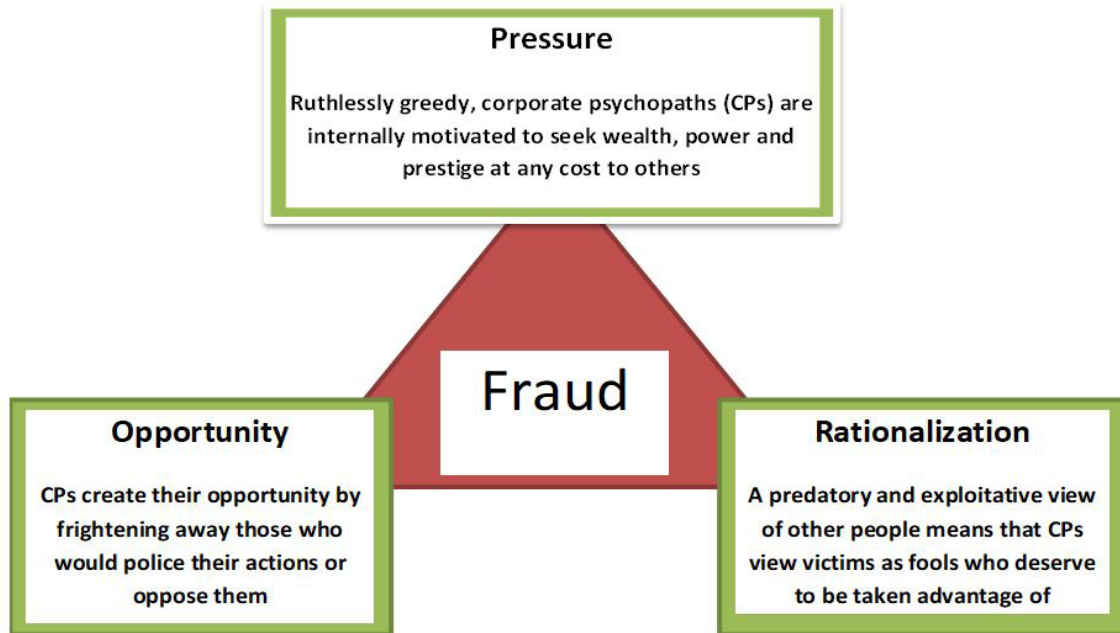 Pressure
Ruthlessly greedy, corporate psychopaths (CPs) are
internally motivated to seek wealth, power and
prestige at any cost to others
Fraud
Opportunity
CPs create their opportunity by
frightening away those who
would police their actions or
oppose them
Rationalization
A predatory and exploitative view
of other people means that CPs
view victims as fools who deserve
to be taken advantage of